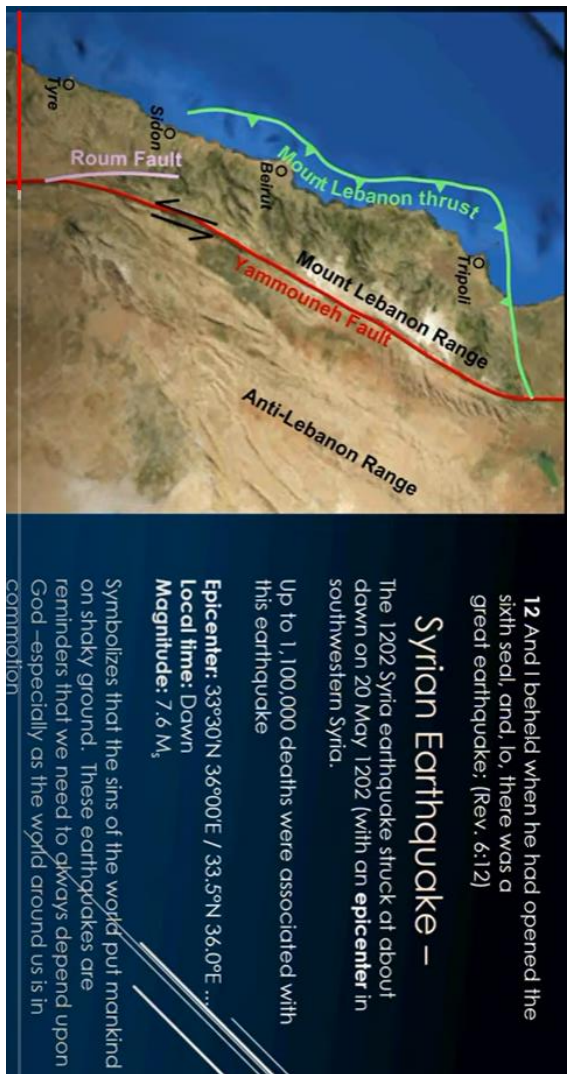 12 And I beheld when he had opened the
sixth seal, and, lo, there was a
great earthquake; (Rev. 6:12)
Syrian Earthquake –
The 1202 Syria earthquake struck at about
dawn on 20 May 1202 (with an epicenter in
southwestern Syria.
Up to 1,100,000 deaths were associated with
this earthquake
Epicenter: 33°30'N 36°00'E / 33.5°N 36.0°E ...
Local time: Dawn
Magnitude: 7.6 Ms
Symbolizes that the sins of the world put mankind
on shaky ground. These earthquakes are
reminders that we need to always depend upon
God –especially as the world around us is in
commotion
Mount Lebanon thrust
Tripoli
Mount Lebanon Range
Yammouneh Fault
Anti-Lebanon Range
Beirut
Sidon
Roum Fault
Tyre